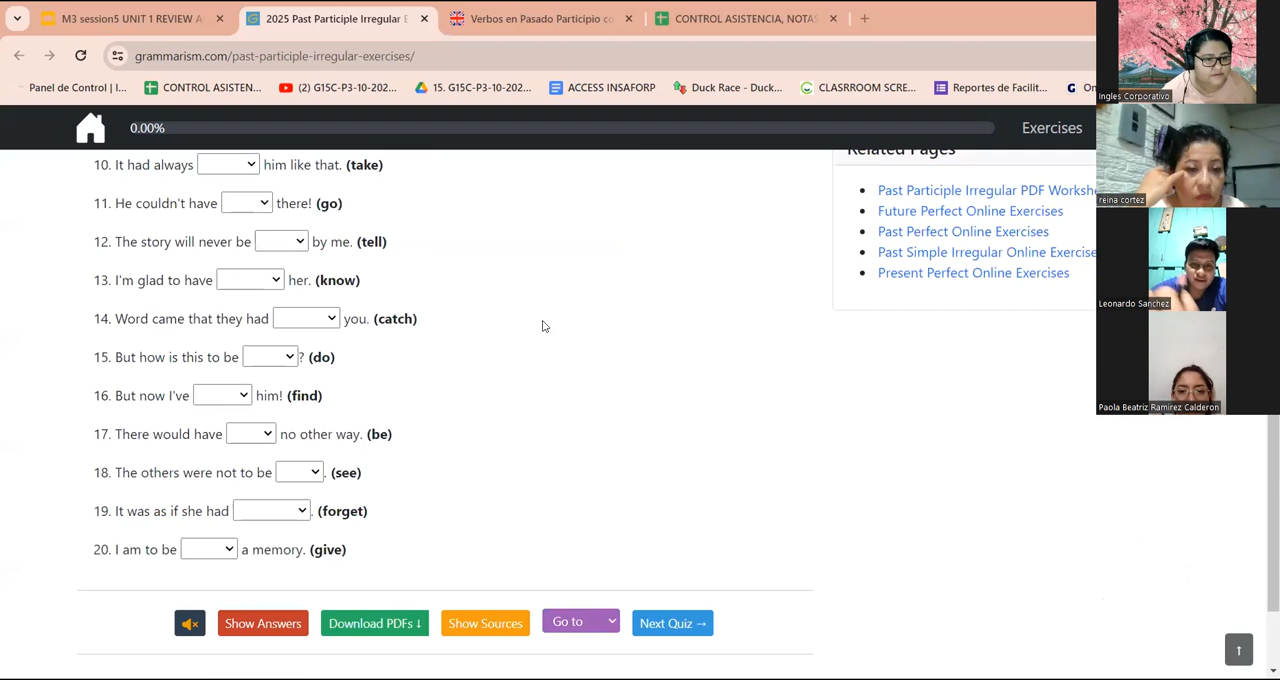 M3 session5 UNIT 1 REVIEW A
2025 Past Participle Irregular E
Verbos en Pasado Participio co
CONTROL ASISTENCIA, NOTAS
grammarism.com/past-participle-irregular-exercises/
Panel de Control | I...
CONTROL ASISTEN...
(2) G15C-P3-10-202...
15. G15C-P3-10-202...
ACCESS INSAFORP
Duck Race - Duck...
CLASRROOM SCRE...
Reportes de Facilit...
0.00%
Exercises
10. It had always him like that. (take)
11. He couldn't have there! (go)
12. The story will never be by me. (tell)
13. I'm glad to have her. (know)
14. Word came that they had you. (catch)
15. But how is this to be ? (do)
16. But now I've him! (find)
17. There would have no other way. (be)
18. The others were not to be . (see)
19. It was as if she had . (forget)
20. I am to be a memory. (give)
Related Pages
Past Participle Irregular PDF Worksh
Future Perfect Online Exercises
Past Perfect Online Exercises
Past Simple Irregular Online Exercise
Present Perfect Online Exercises
Show Answers
Download PDFs ↓
Show Sources
Go to
Next Quiz →
Ingles Corporativo
reina cortez
Leonardo Sanchez
Paola Beatriz Ramirez Calderon